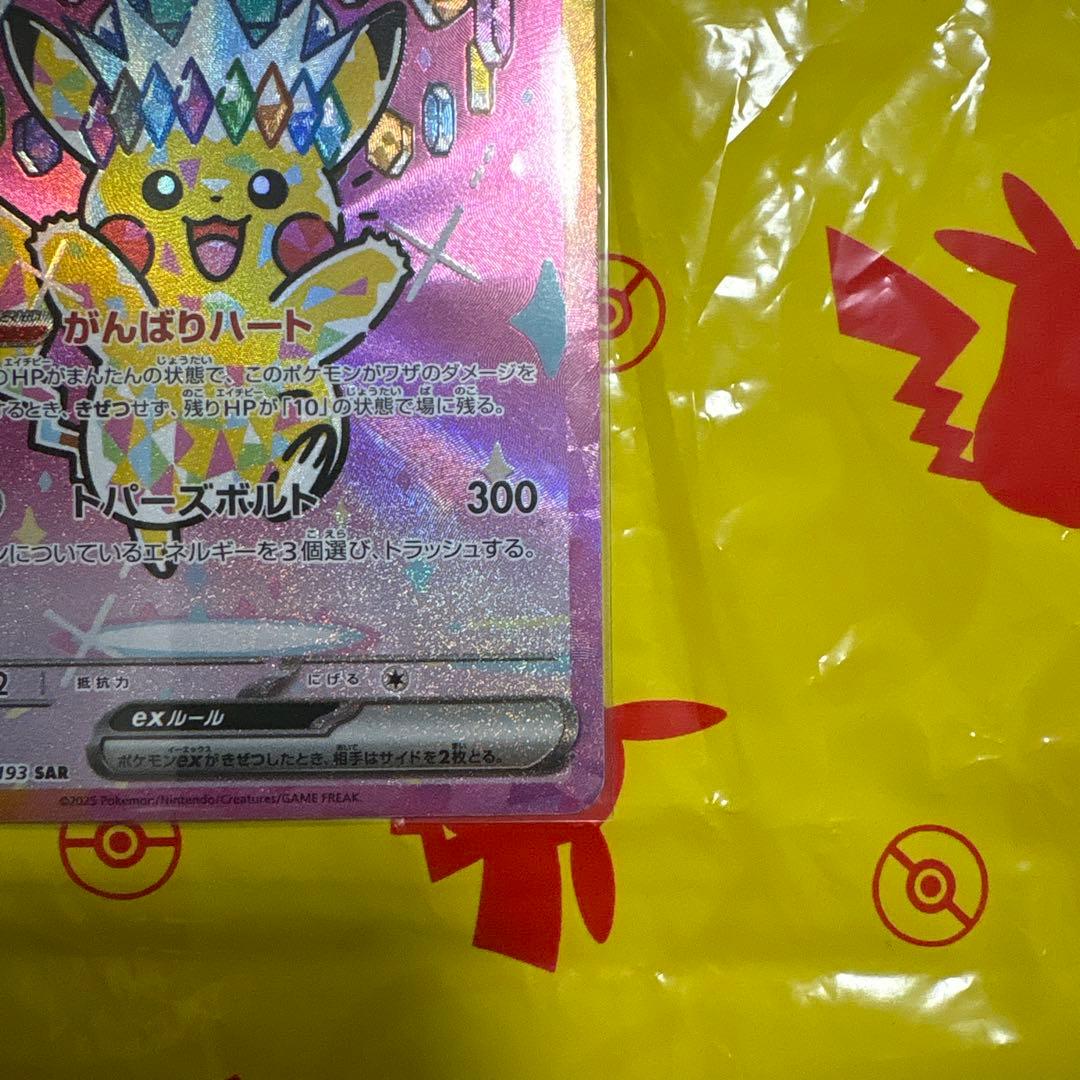 がんばりハート
HPがまんたんの状態で、このポケモンがワザのダメージを
するとき、きぜつせず、残りHPが「10」の状態で場に残る。
トパーズボルト 300
ンについているエネルギーを3個選び、トラッシュする。
2 抵抗力 にげる
exルール
ポケモンexがきぜつしたとき、相手はサイドを2枚とる。
193 SAR
©2025 Pokémon/Nintendo/Creatures/GAME FREAK.